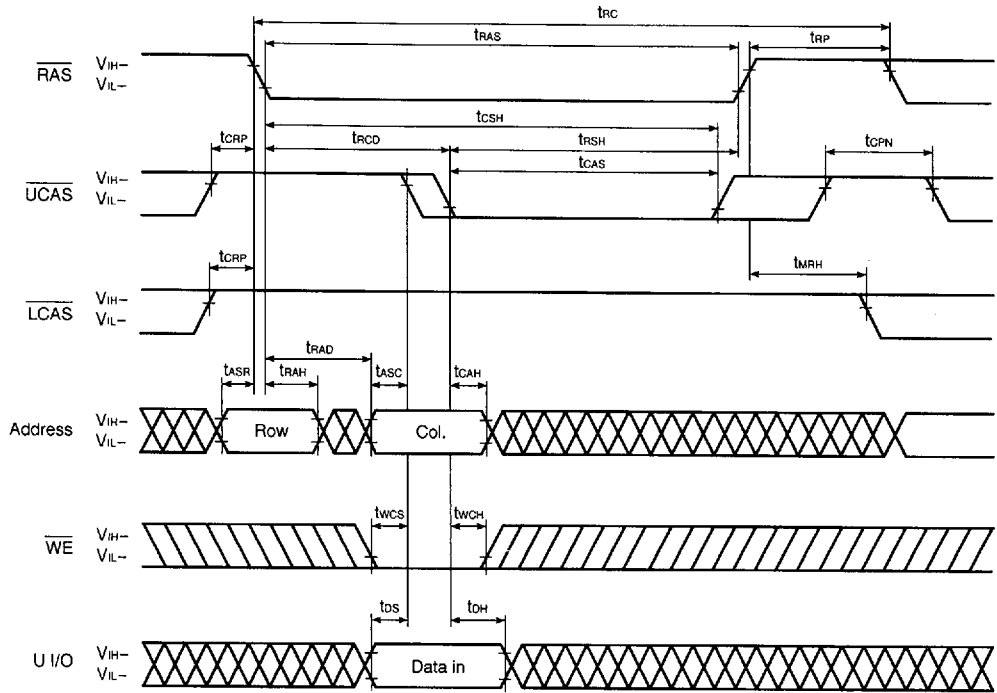 tRC
tRAS
tRP
RAS
VIH–
VIL–
tCSH
tCRP
tRCD
tRSH
tCPN
tCAS
UCAS
VIH–
VIL–
tCRP
tMRH
LCAS
VIH–
VIL–
tRAD
tASR
tRAH
tASC
tCAH
Address
VIH–
VIL–
Row
Col.
tWCS
tWCH
WE
VIH–
VIL–
tDS
tDH
U I/O
VIH–
VIL–
Data in